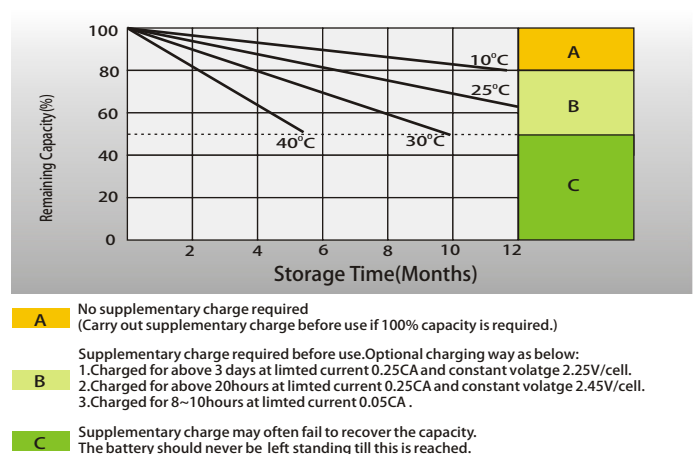 100
80
60
40
20
0
Remaining Capacity(%)
10°C
25°C
30°C
40°C
A
B
C
2 4 6 8 10 12
Storage Time(Months)
A No supplementary charge required
(Carry out supplementary charge before use if 100% capacity is required.)
B Supplementary charge required before use.Optional charging way as below:
1.Charged for above 3 days at limted current 0.25CA and constant volatge 2.25V/cell.
2.Charged for above 20hours at limted current 0.25CA and constant volatge 2.45V/cell.
3.Charged for 8~10hours at limted current 0.05CA .
C Supplementary charge may often fail to recover the capacity.
The battery should never be left standing till this is reached.